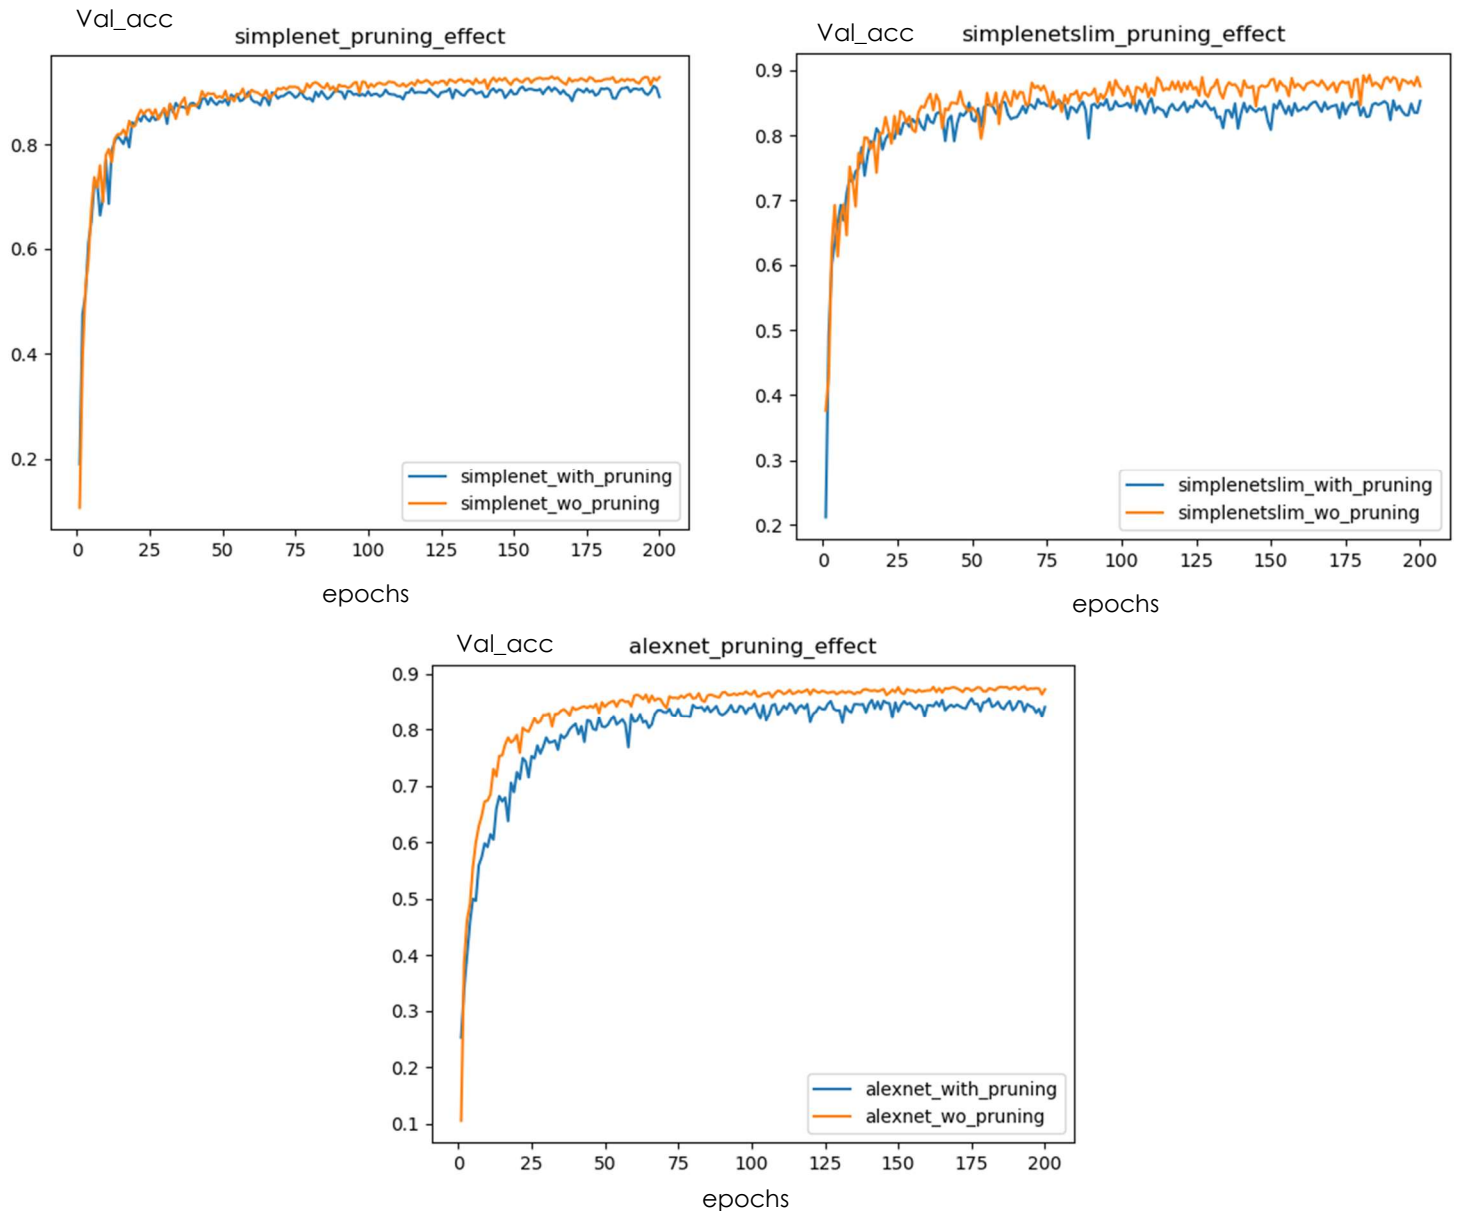 Val_acc
simplenet_pruning_effect
0.8
0.6
0.4
0.2
simplenet_with_pruning
simplenet_wo_pruning
0 25 50 75 100 125 150 175 200
epochs
Val_acc
simplenetslim_pruning_effect
0.9
0.8
0.7
0.6
0.5
0.4
0.3
0.2
simplenetslim_with_pruning
simplenetslim_wo_pruning
0 25 50 75 100 125 150 175 200
epochs
Val_acc
alexnet_pruning_effect
0.9
0.8
0.7
0.6
0.5
0.4
0.3
0.2
0.1
alexnet_with_pruning
alexnet_wo_pruning
0 25 50 75 100 125 150 175 200
epochs